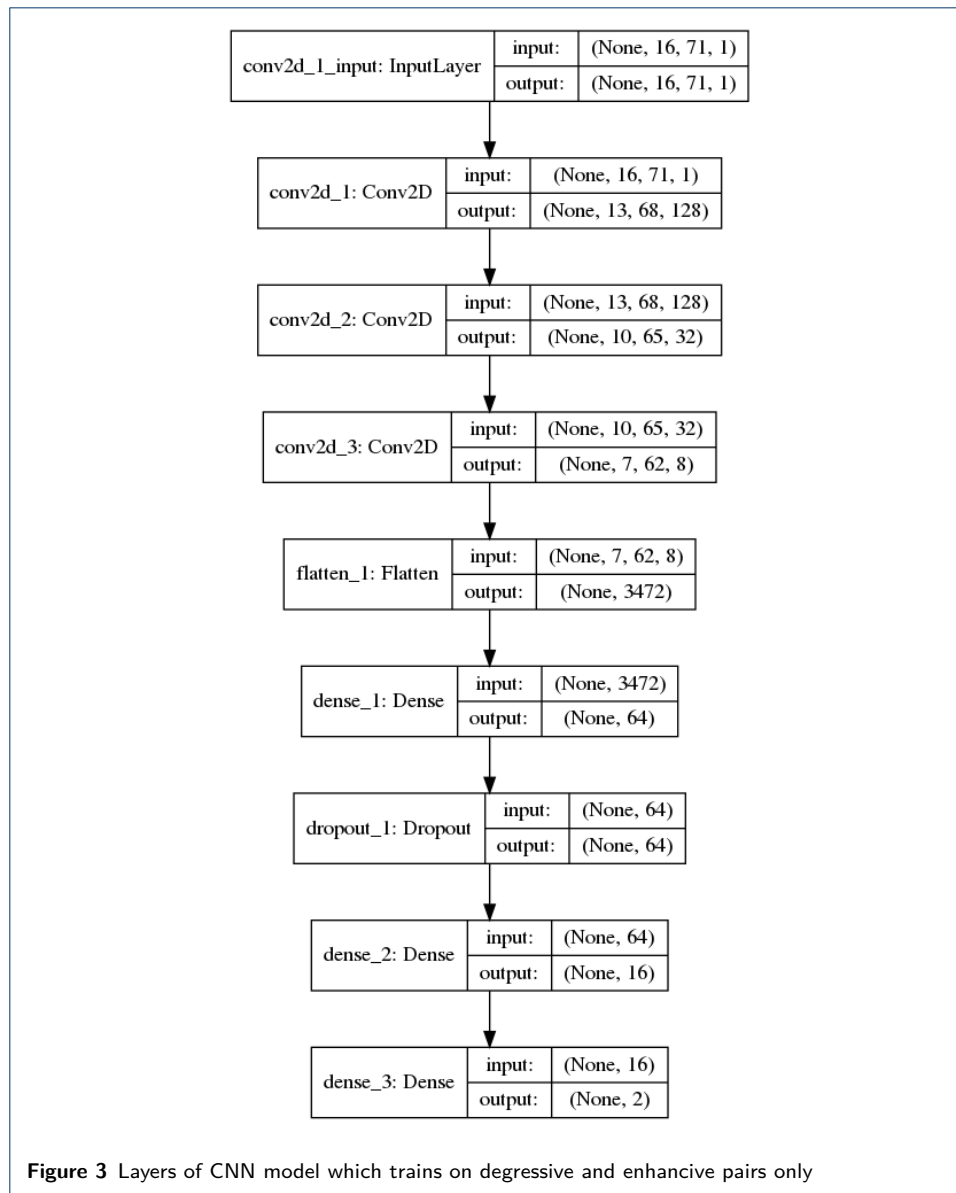 conv2d_1_input: InputLayer
input: (None, 16, 71, 1)
output: (None, 16, 71, 1)
conv2d_1: Conv2D
input: (None, 16, 71, 1)
output: (None, 13, 68, 128)
conv2d_2: Conv2D
input: (None, 13, 68, 128)
output: (None, 10, 65, 32)
conv2d_3: Conv2D
input: (None, 10, 65, 32)
output: (None, 7, 62, 8)
flatten_1: Flatten
input: (None, 7, 62, 8)
output: (None, 3472)
dense_1: Dense
input: (None, 3472)
output: (None, 64)
dropout_1: Dropout
input: (None, 64)
output: (None, 64)
dense_2: Dense
input: (None, 64)
output: (None, 16)
dense_3: Dense
input: (None, 16)
output: (None, 2)
Figure 3 Layers of CNN model which trains on degressive and enhancive pairs only